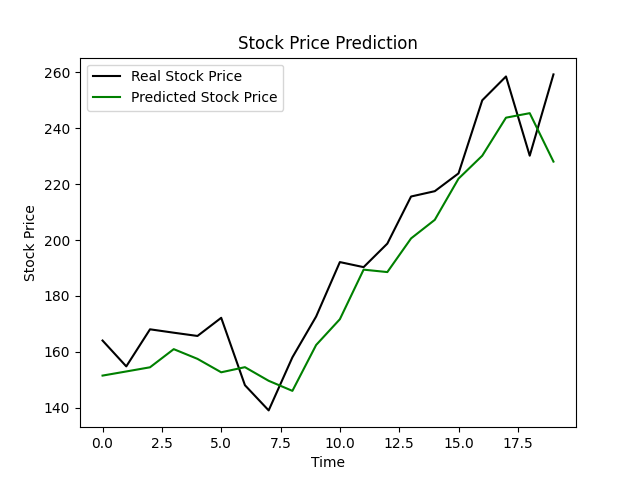 Stock Price Prediction
Real Stock Price
Predicted Stock Price
260
240
220
200
180
160
140
Stock Price
0.0 2.5 5.0 7.5 10.0 12.5 15.0 17.5
Time